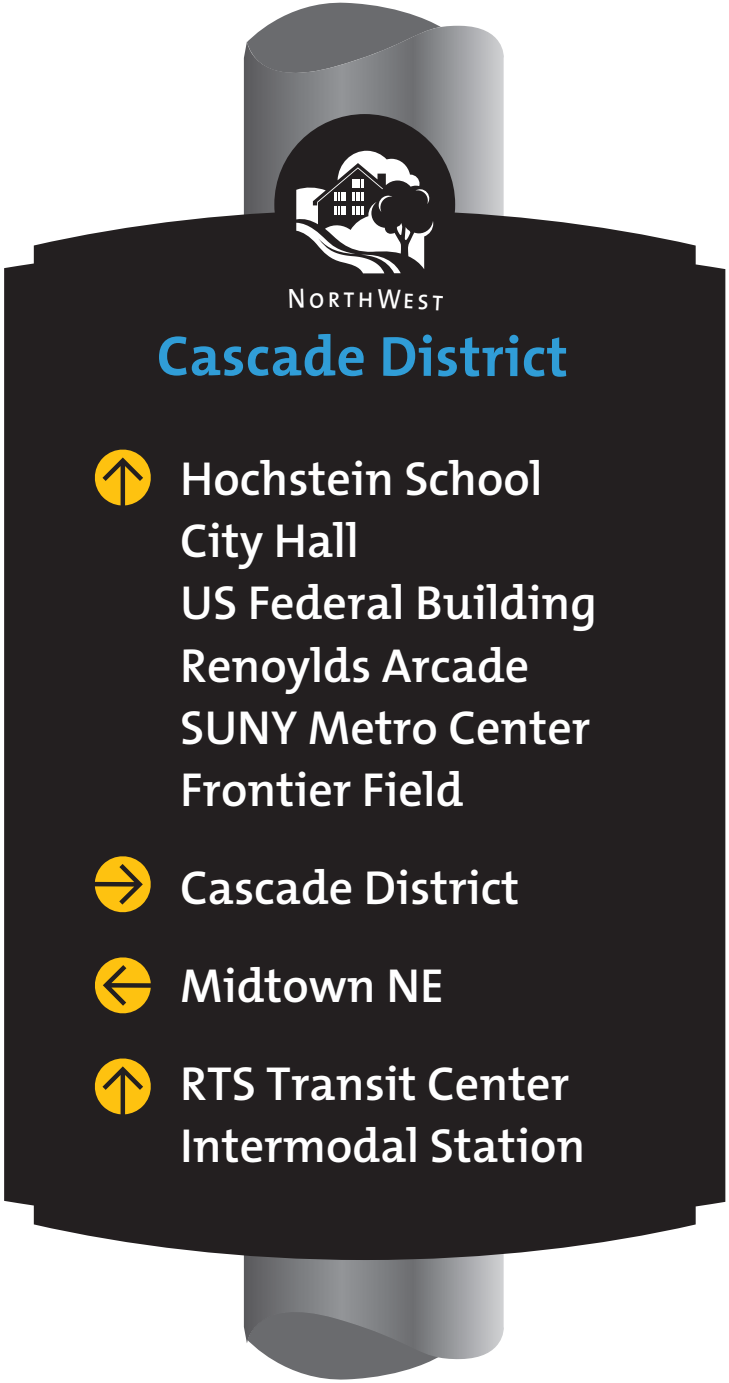 NORTHWEST
Cascade District
Hochstein School
City Hall
US Federal Building
Renoylds Arcade
SUNY Metro Center
Frontier Field
Cascade District
Midtown NE
RTS Transit Center
Intermodal Station